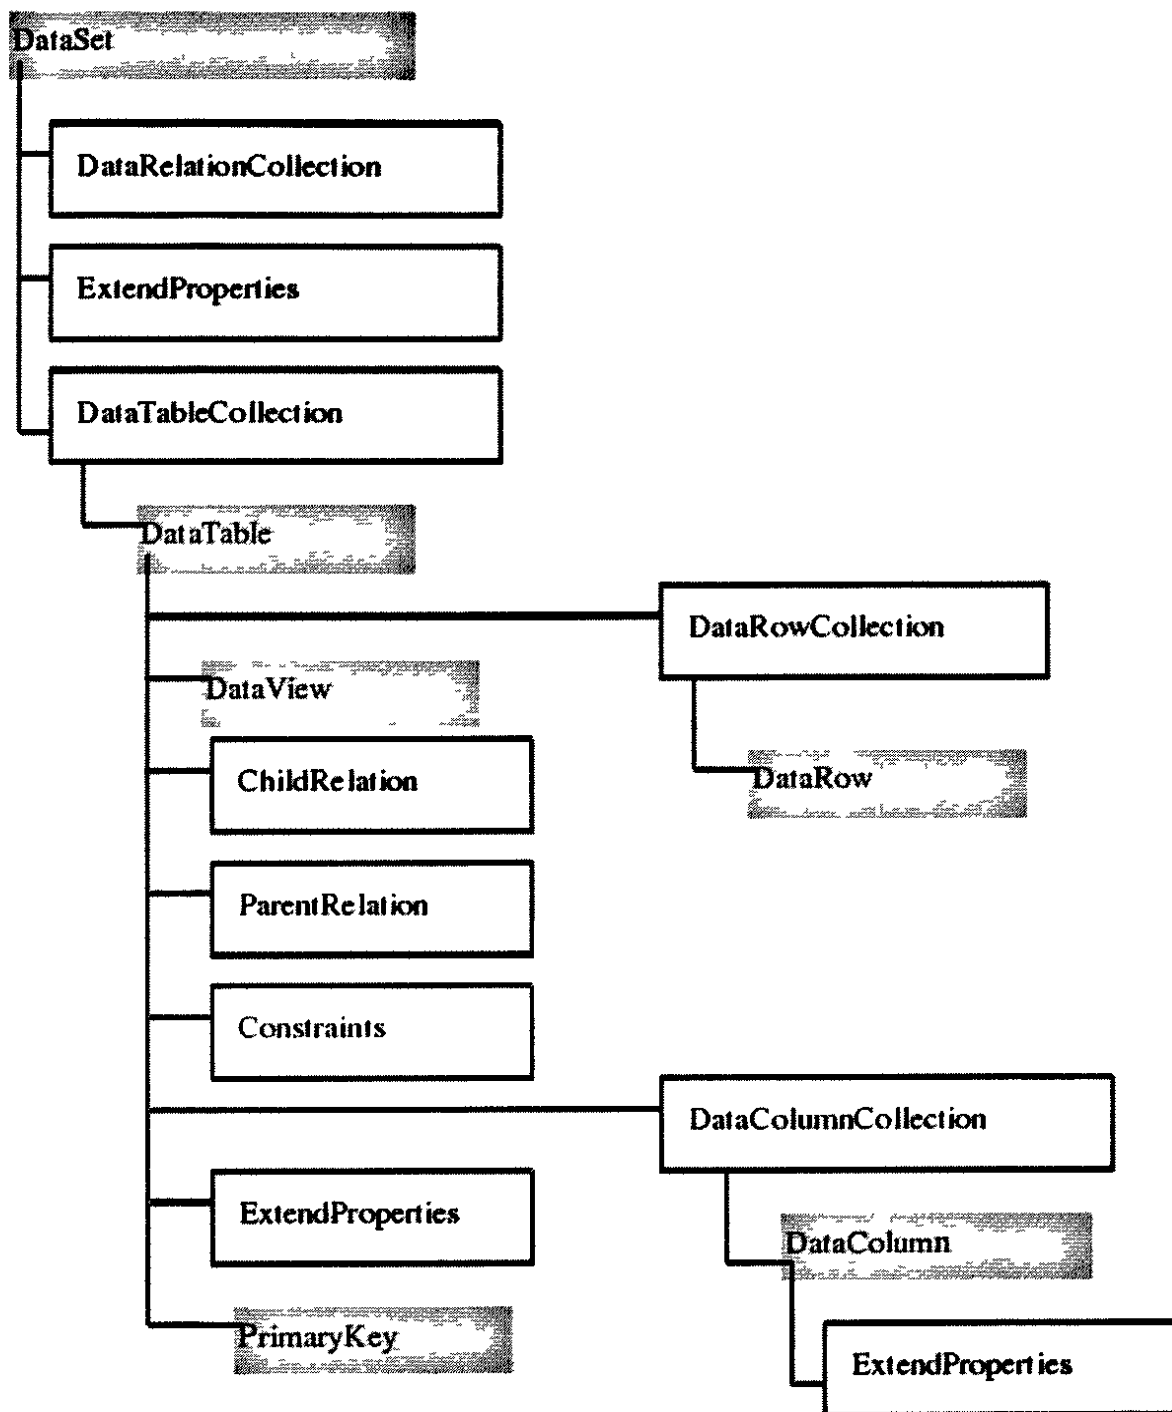 DataSet
DataRelationCollection
ExtendProperties
DataTableCollection
DataTable
DataRowCollection
DataView
DataRow
ChildRelation
ParentRelation
Constraints
DataColumnCollection
ExtendProperties
DataColumn
PrimaryKey
ExtendProperties